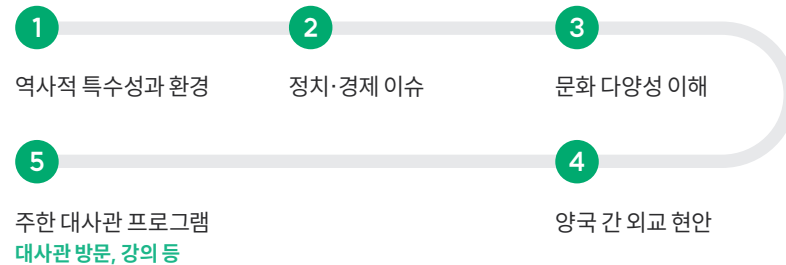 1
역사적 특수성과 환경
2
정치·경제 이슈
3
문화 다양성 이해
4
양국 간 외교 현안
5
주한 대사관 프로그램
대사관 방문, 강의 등